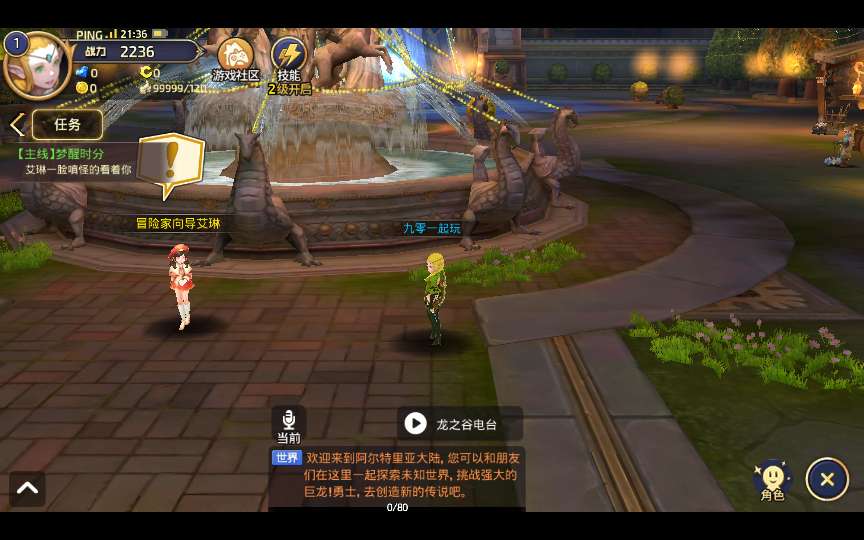 1
PING 21:36
战力 2236
0
0
0
99999/120
游戏社区
技能
2级开启
任务
【主线】梦醒时分
艾琳一脸嗔怪的看着你
冒险家向导艾琳
九零一起玩
当前
龙之谷电台
世界 欢迎来到阿尔特里亚大陆,您可以和朋友
们在这里一起探索未知世界,挑战强大的
巨龙!勇士,去创造新的传说吧。
0/80
角色